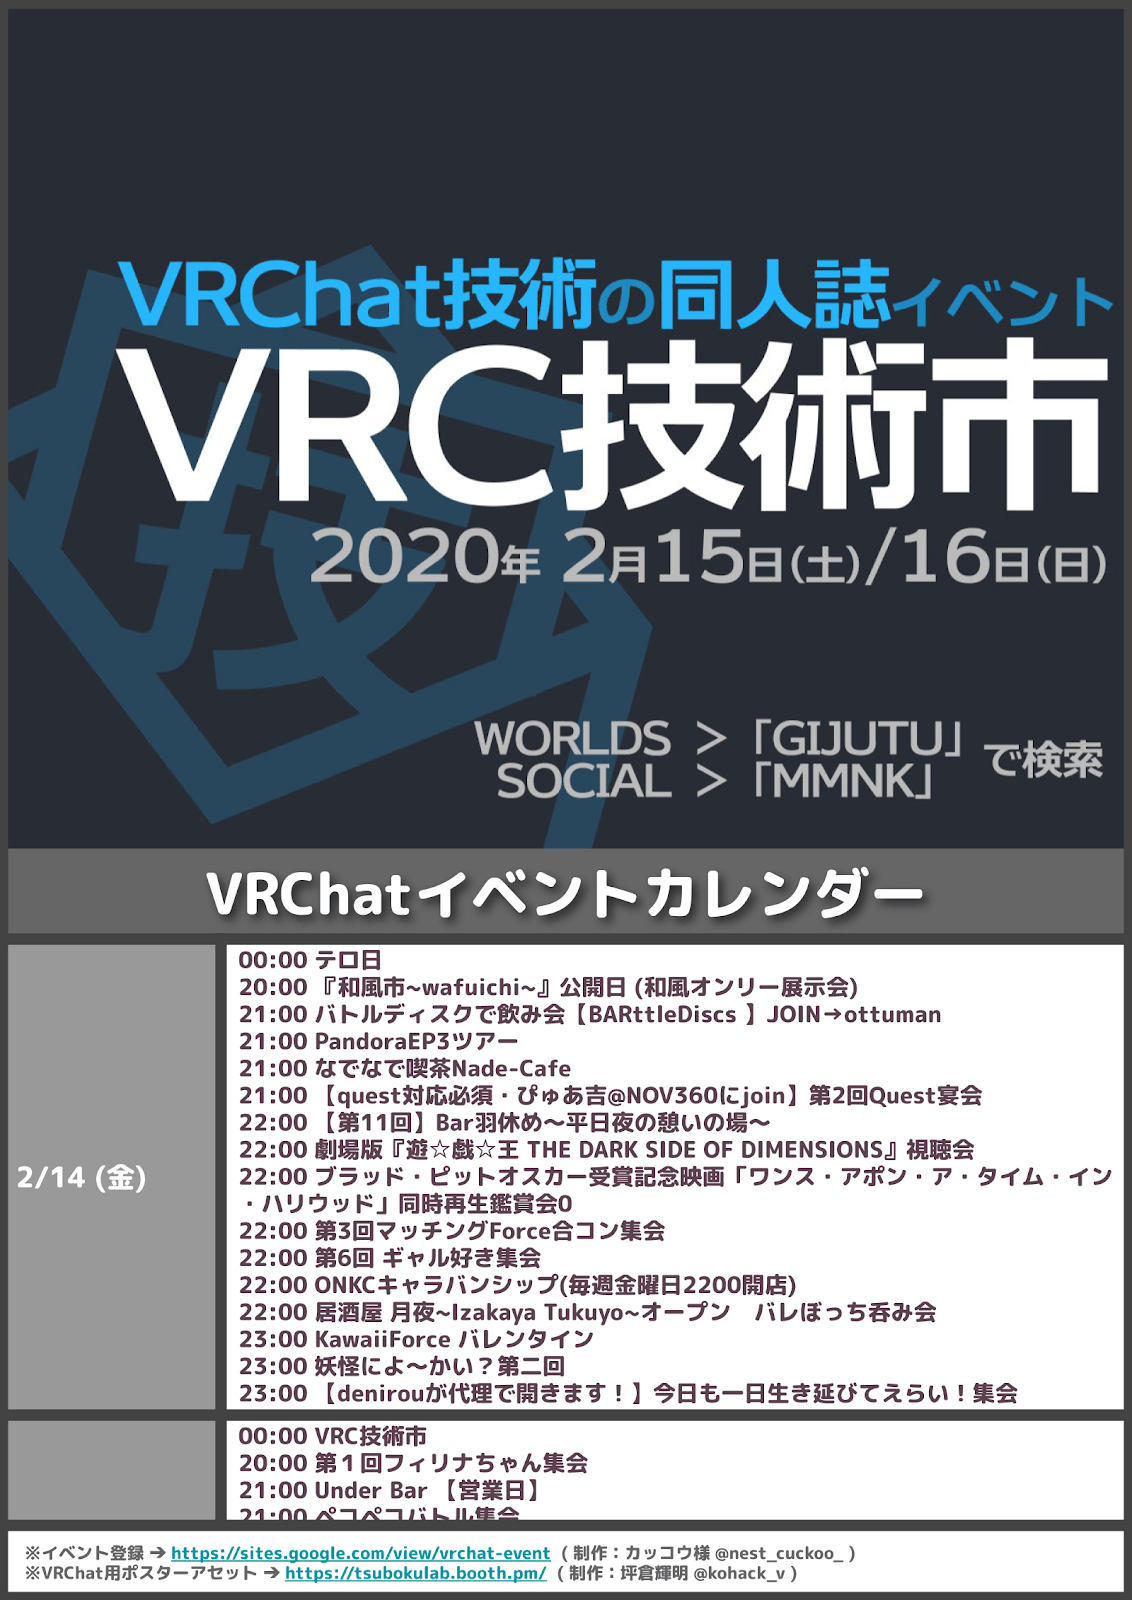 VRChat技術の同人誌イベント
VRC技術市
2020年 2月15日(土)/16日(日)
WORLDS >「GIJUTU」で検索
SOCIAL >「MMNK」
VRChatイベントカレンダー
2/14 (金)
00:00 テロ日
20:00 『和風市~wafuichi~』公開日 (和風オンリー展示会)
21:00 バトルディスクで飲み会【BARttleDiscs 】JOIN→ottuman
21:00 PandoraEP3ツアー
21:00 なでなで喫茶Nade-Cafe
21:00 【quest対応必須・ぴゅあ吉@NOV360にjoin】第2回Quest宴会
22:00 【第11回】Bar羽休め～平日夜の憩いの場～
22:00 劇場版『遊☆戯☆王 THE DARK SIDE OF DIMENSIONS』視聴会
22:00 ブラッド・ピットオスカー受賞記念映画「ワンス・アポン・ア・タイム・イン
・ハリウッド」同時再生鑑賞会0
22:00 第3回マッチングForce合コン集会
22:00 第6回 ギャル好き集会
22:00 ONKCキャラバンシップ(毎週金曜日2200開店)
22:00 居酒屋 月夜~Izakaya Tukuyo~オープン　バレぼっち呑み会
23:00 KawaiiForce バレンタイン
23:00 妖怪によ～かい？第二回
23:00 【denirouが代理で開きます！】今日も一日生き延びてえらい！集会
00:00 VRC技術市
20:00 第１回フィリナちゃん集会
21:00 Under Bar 【営業日】
21:00 ペコペコバトル集会
※イベント登録 → https://sites.google.com/view/vrchat-event （ 制作：カッコウ様 @nest_cuckoo_ ）
※VRChat用ポスターアセット → https://tsubokulab.booth.pm/ （ 制作：坪倉輝明 @kohack_v ）